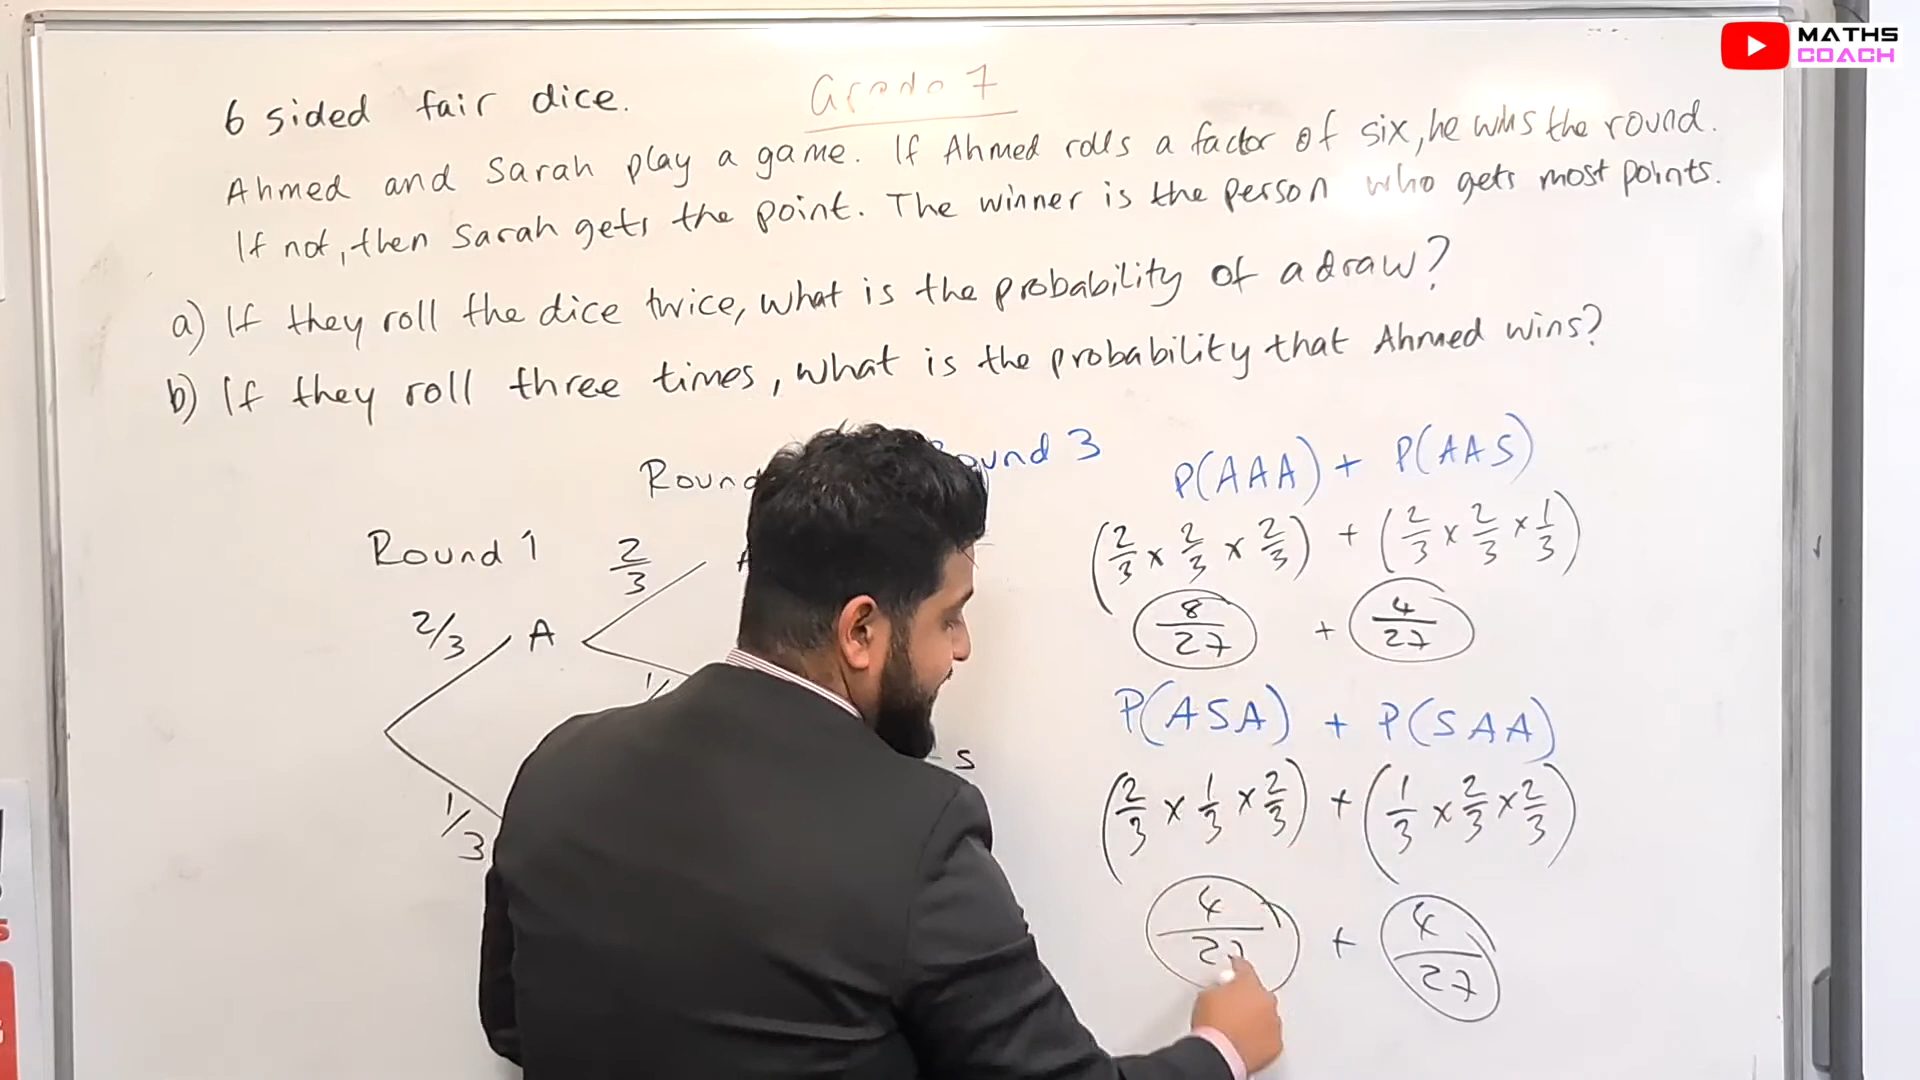 MATHS
COACH
Grade 7
6 sided fair dice.
Ahmed and Sarah play a game. If Ahmed rolls a factor of six, he wins the round.
If not, then Sarah gets the point. The winner is the person who gets most points.
a) If they roll the dice twice, what is the probability of a draw?
b) If they roll three times, what is the probability that Ahmed wins?
Round 1
2/3 A
1/3
Round
2/3
ound 3
S
P(AAA) + P(AAS)
(2/3 x 2/3 x 2/3) + (2/3 x 2/3 x 1/3)
8/27 + 4/27
P(ASA) + P(SAA)
(2/3 x 1/3 x 2/3) + (1/3 x 2/3 x 2/3)
4/27 + 4/27